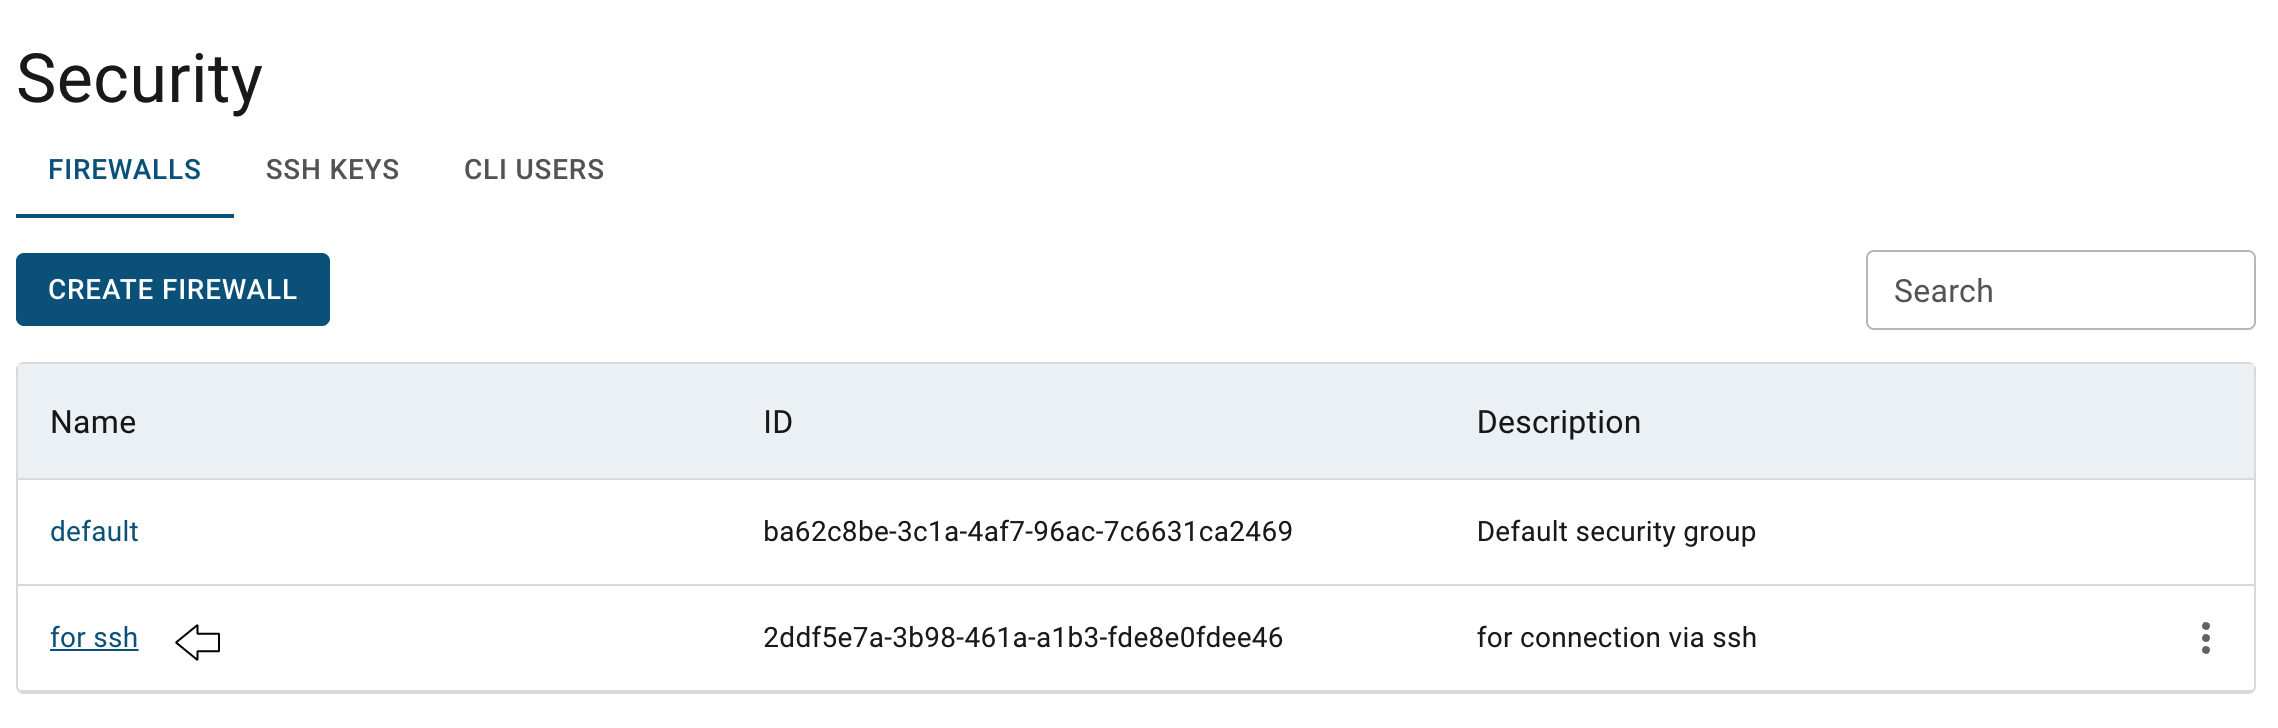 Security
FIREWALLS SSH KEYS CLI USERS
CREATE FIREWALL Search
Name ID Description
default ba62c8be-3c1a-4af7-96ac-7c6631ca2469 Default security group
for ssh 2ddf5e7a-3b98-461a-a1b3-fde8e0fdee46 for connection via ssh